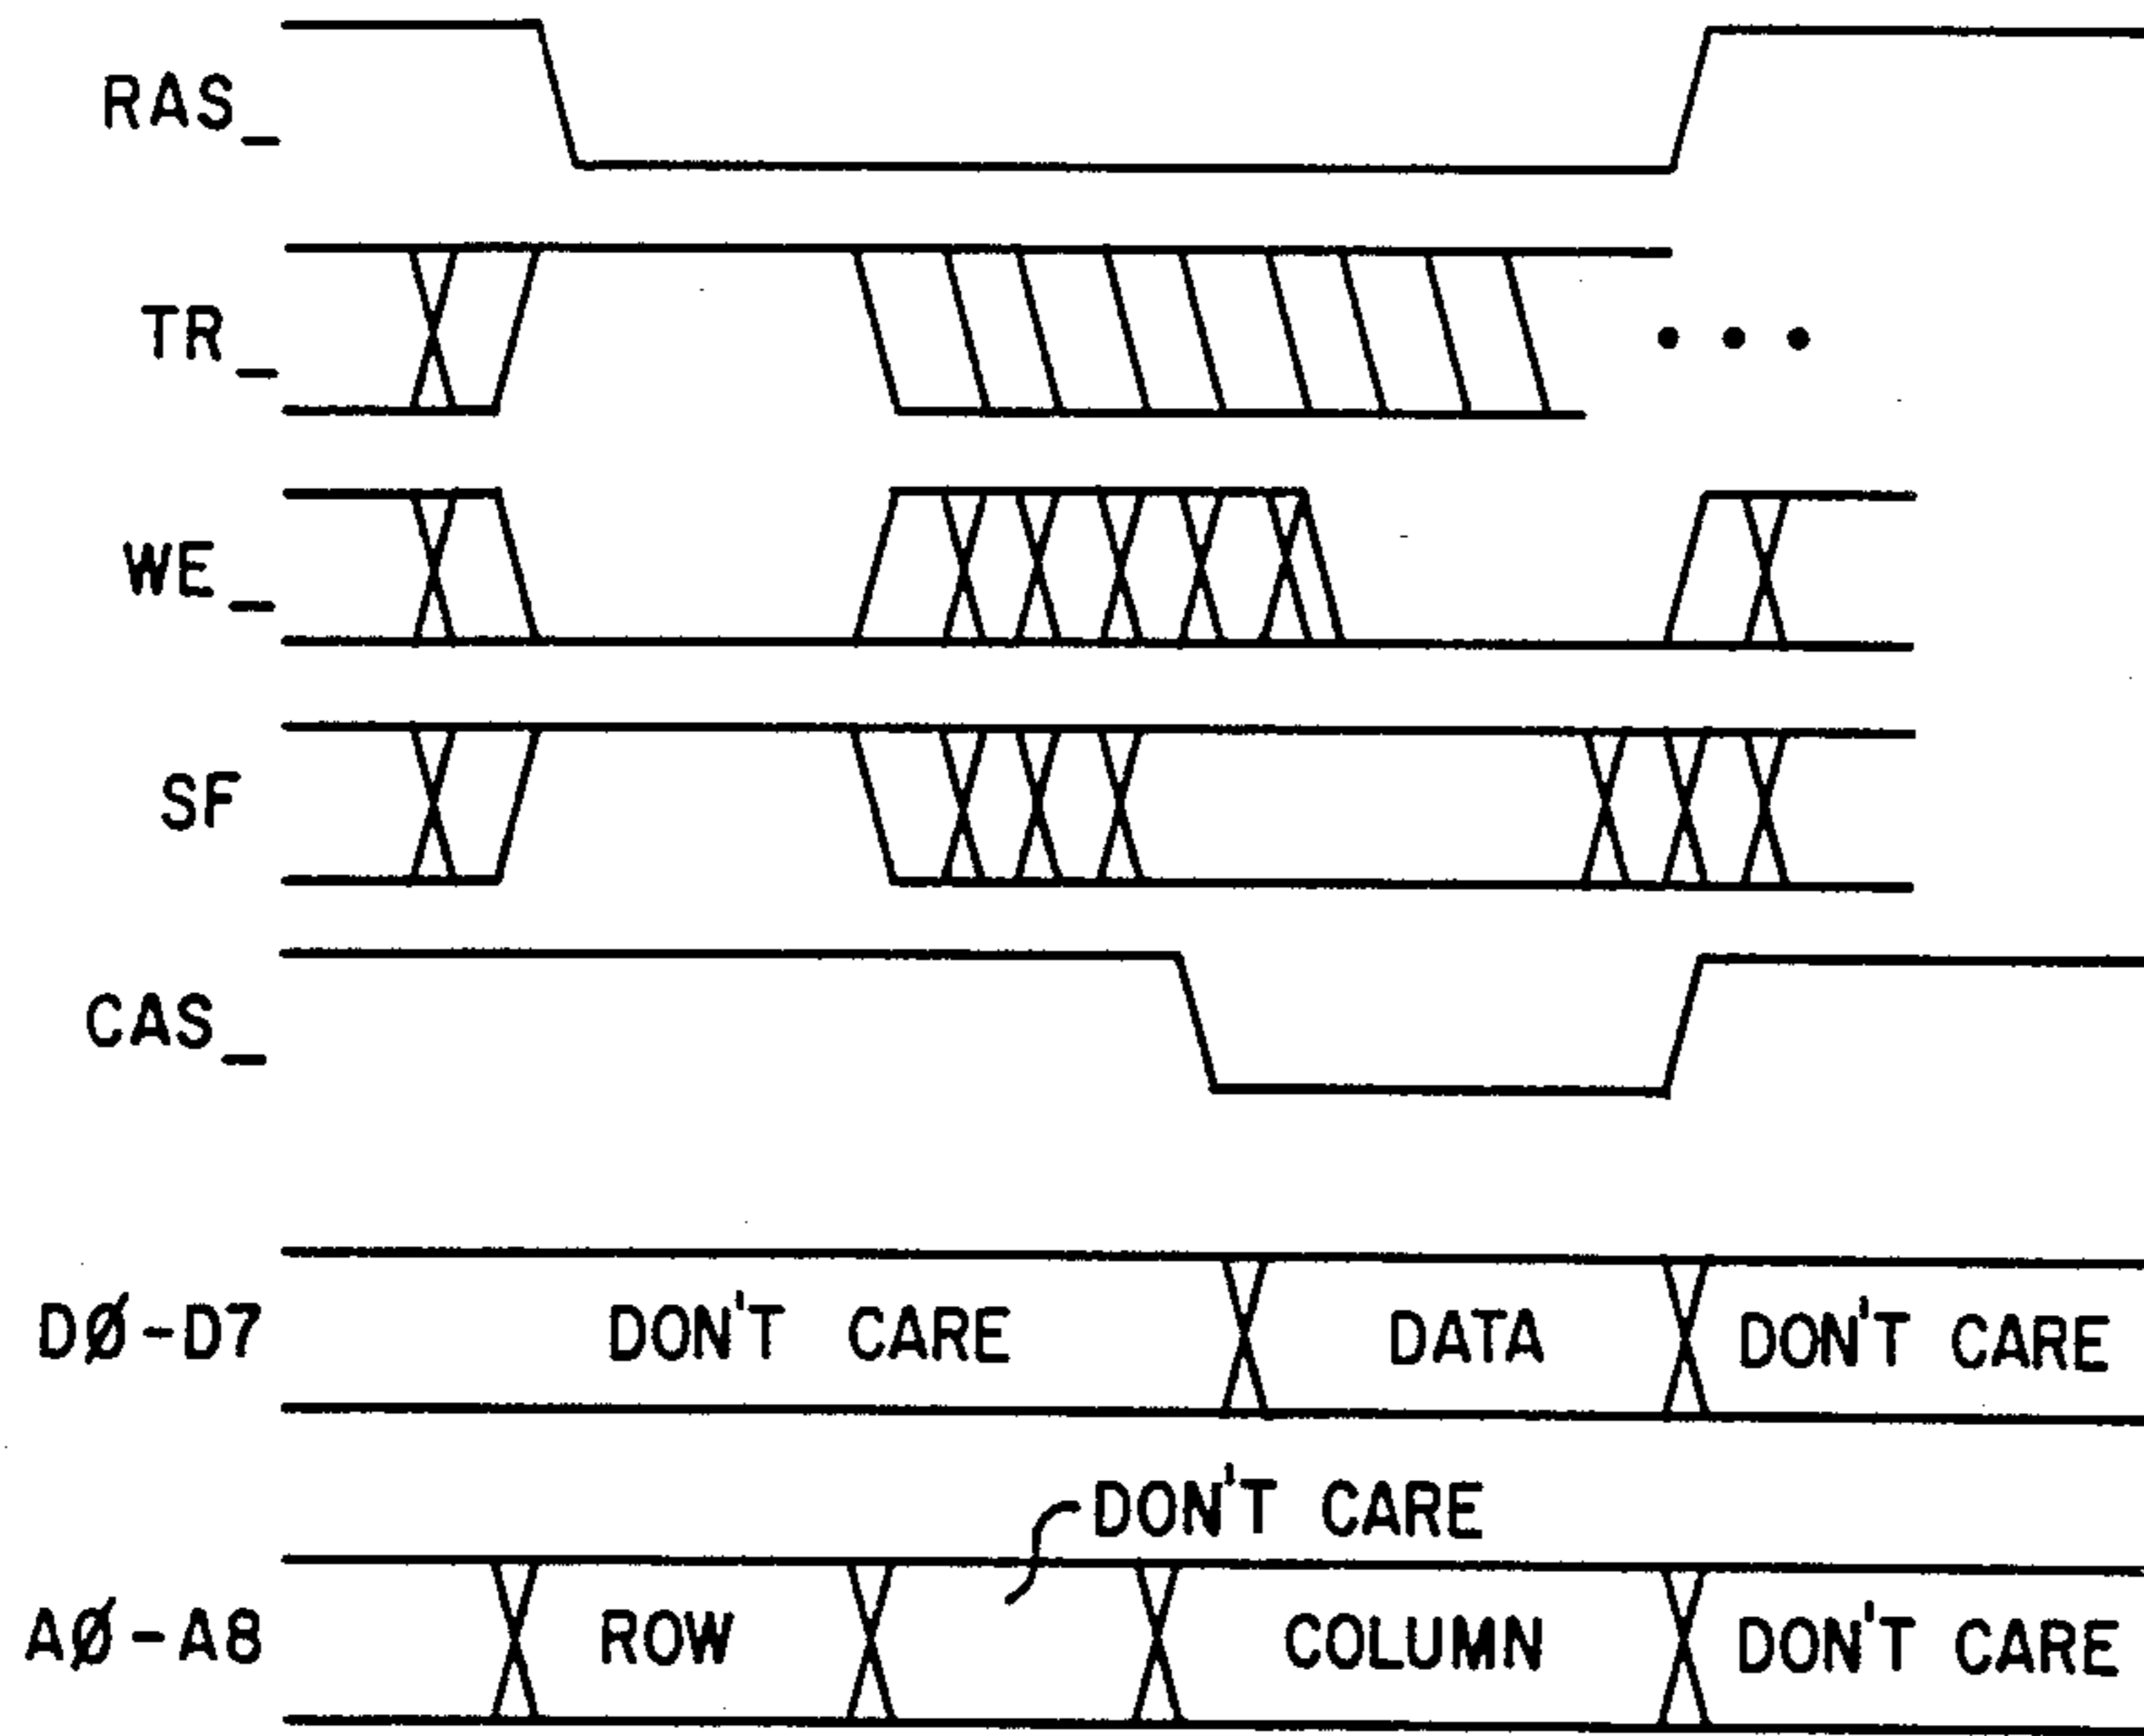 RAS_
TR_
WE_
SF
CAS_
DØ-D7 DON'T CARE DATA DON'T CARE
DON'T CARE
AØ-A8 ROW COLUMN DON'T CARE